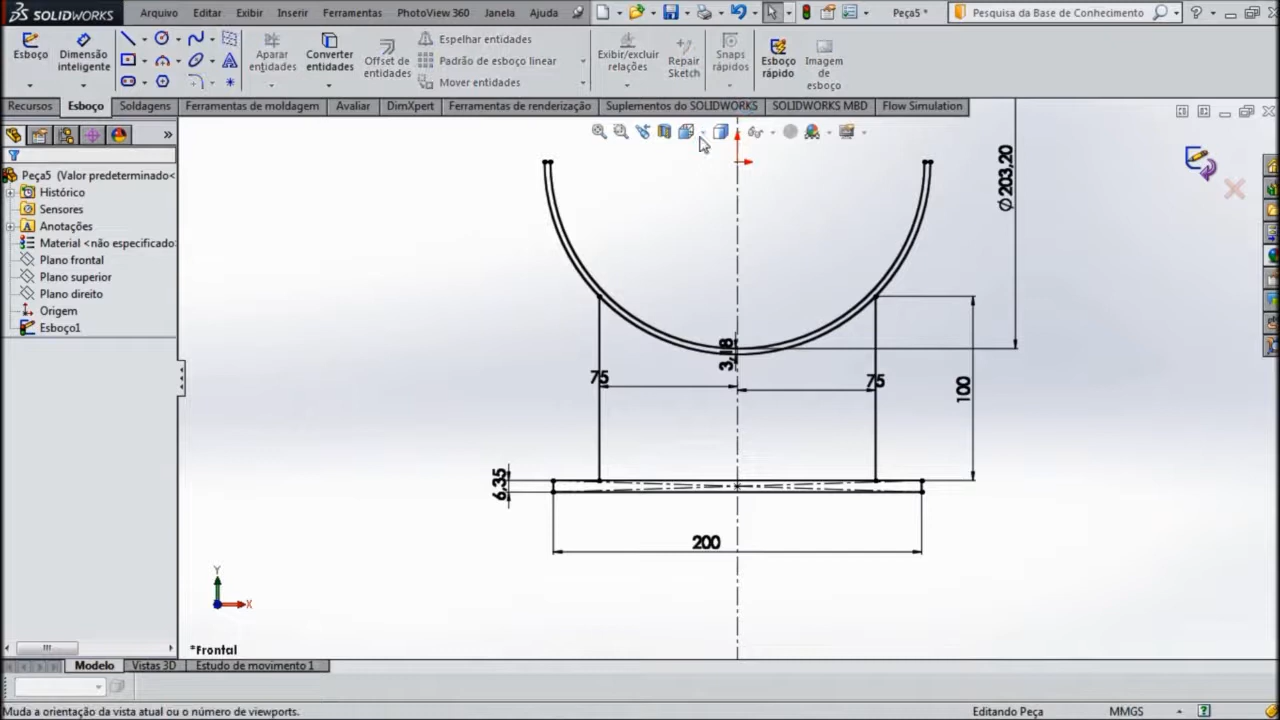 SOLIDWORKS
Arquivo Editar Exibir Inserir Ferramentas PhotoView 360 Janela Ajuda
Peça5 *
Pesquisa da Base de Conhecimento
Esboço
Dimensão
inteligente
Aparar
entidades
Converter
entidades
Offset de
entidades
Espelhar entidades
Padrão de esboço linear
Mover entidades
Exibir/excluir
relações
Repair
Sketch
Snaps
rápidos
Esboço
rápido
Imagem
de
esboço
Recursos Esboço Soldagens Ferramentas de moldagem Avaliar DimXpert Ferramentas de renderização Suplementos do SOLIDWORKS SOLIDWORKS MBD Flow Simulation
Peça5 (Valor predeterminado<
Histórico
Sensores
Anotações
Material <não especificado>
Plano frontal
Plano superior
Plano direito
Origem
Esboço1
Ø203,20
3,18
75
75
100
6,35
200
Y
X
*Frontal
Modelo Vistas 3D Estudo de movimento 1
Muda a orientação da vista atual ou o número de viewports.
Editando Peça
MMGS